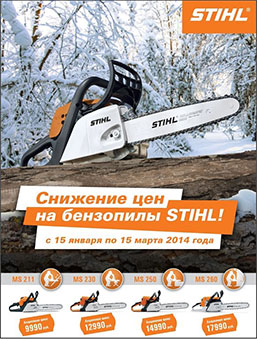 STIHL®
STIHL
STIHL
Снижение цен
на бензопилы STIHL!
с 15 января по 15 марта 2014 года
MS 211
MS 230
MS 250
MS 290
9990
12990
14990
17990